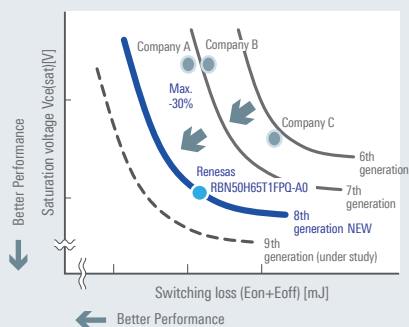 Better Performance
Saturation voltage Vce(sat)[V]
Company A
Company B
Max.
-30%
Company C
Renesas
RBN50H65T1FPQ-A0
6th
generation
7th
generation
8th
generation NEW
9th
generation (under study)
Switching loss (Eon+Eoff) [mJ]
Better Performance